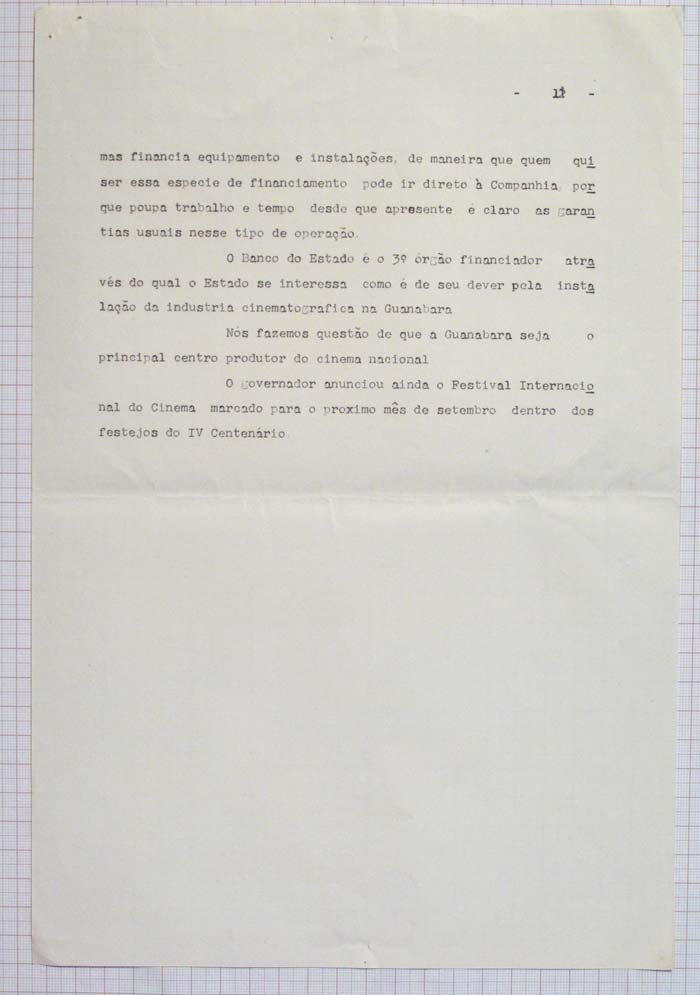 mas financia equipamento e instalações, de maneira que quem qui
ser essa espécie de financiamento pode ir direto à Companhia por
que poupa trabalho e tempo desde que apresente é claro as garan
tias usuais nesse tipo de operação.
O Banco do Estado é o 3º órgão financiador atra
vés do qual o Estado se interessa como é de seu dever pela insta
lação da industria cinematografica na Guanabara
Nós fazemos questão de que a Guanabara seja o
principal centro produtor do cinema nacional
O governador anunciou ainda o Festival Internacio
nal do Cinema marcado para o proximo mês de setembro dentro dos
festejos do IV Centenário